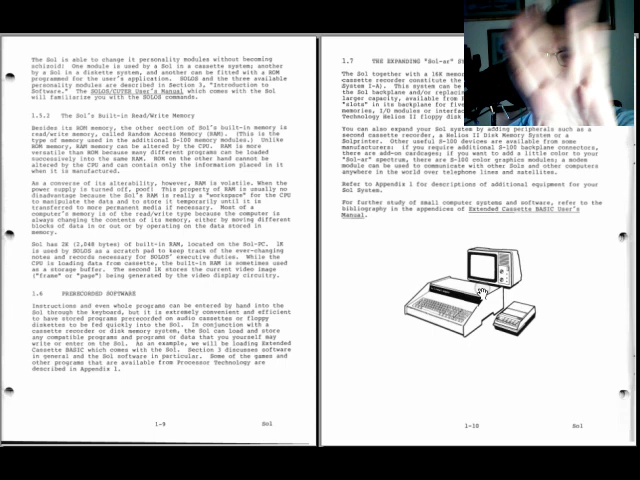 The Sol is able to change it personality modules without becoming
schizoid! One module is used by a Sol in a cassette system; another
by a Sol in a diskette system, and another can be fitted with a ROM
programmed for the user's application. SOLOS and the three available
personality modules are described in Section 3, "Introduction to
Software." The SOLOS/CUTER User's Manual which comes with the Sol
will familiarize you with the SOLOS commands.
1.5.2 The Sol's Built-in Read/Write Memory
Besides its ROM memory, the other section of Sol's built-in memory is
read/write memory, called Random Access Memory (RAM). (This is the
type of memory used in the additional S-100 memory modules.) Unlike
ROM memory, RAM memory can be altered by the CPU. RAM is more
versatile than ROM because many different programs can be loaded
successively into the same RAM. ROM on the other hand cannot be
altered by the CPU and can contain only the information placed in it
when it is manufactured.
As a converse of its alterability, however, RAM is volatile. When the
power supply is turned off, poof! This property of RAM is usually no
disadvantage because the Sol's RAM is really a "workspace" for the CPU
to manipulate the data and to store it temporarily until it is
transferred to more permanent media if necessary. Most of a
computer's memory is of the read/write type because the computer is
always changing the contents of its memory, either by moving different
blocks of data in or out or by operating on the data stored in
memory.
Sol has 2K (2,048 bytes) of built-in RAM, located on the Sol-PC. 1K
is used by SOLOS as a scratch pad to keep track of the ever-changing
notes and records necessary for SOLOS' executive duties. While the
CPU is loading data from cassette, the built-in RAM is sometimes used
as a storage buffer. The second 1K stores the current video image
("frame" or "page") being generated by the video display circuitry.
1.6 PRERECORDED SOFTWARE
Instructions and even whole programs can be entered by hand into the
Sol through the keyboard, but it is extremely convenient and efficient
to have stored programs prerecorded on audio cassettes or floppy
diskettes to be fed quickly into the Sol. In conjunction with a
cassette recorder or disk memory system, the Sol can load and store
any compatible programs and programs or data that you yourself may
write or enter on the Sol. As an example, we will be loading Extended
Cassette BASIC which comes with the Sol. Section 3 discusses software
in general and the Sol software in particular. Some of the games and
other programs that are available from Processor Technology are
described in Appendix 1.
1-9 Sol
1.7 THE EXPANDING "Sol-ar" S
The Sol together with a 16K memor
cassette recorder constitute the
System I-A). This system can be
the Sol backplane and/or replacing
larger capacity, available from
"slots" in its backplane for five
memories, I/O modules or interfac
Technology Helios II floppy disk
You can also expand your Sol system by adding peripherals such as a
second cassette recorder, a Helios II Disk Memory System or a
Solprinter. Other useful S-100 devices are available from some
manufacturers: if you require additional S-100 backplane connectors,
there are add-on cardcages; if you want to add a little color to your
"Sol-ar" spectrum, there are S-100 color graphics modules; a modem
module can be used to communicate with other Sols and other computers
anywhere in the world over telephone lines and satellites.
Refer to Appendix 1 for descriptions of additional equipment for your
Sol System.
For further study of small computer systems and software, refer to the
bibliography in the appendices of Extended Cassette BASIC User's
Manual.
1-10 Sol